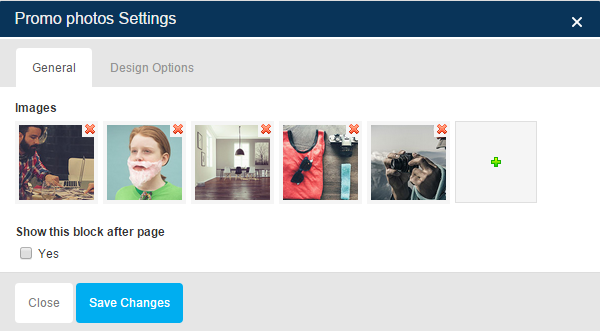 Promo photos Settings
General
Design Options
Images
Show this block after page
Yes
Close
Save Changes